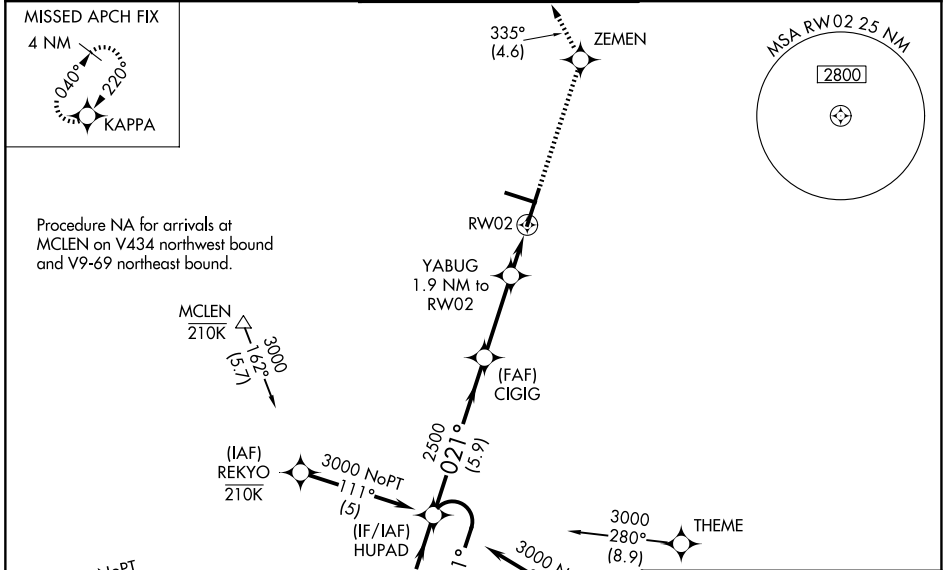 MISSED APCH FIX
4 NM
040°
220°
KAPPA
335°
(4.6)
ZEMEN
MSA RW02 25 NM
2800
Procedure NA for arrivals at
MCLEN on V434 northwest bound
and V9-69 northeast bound.
RW02
YABUG
1.9 NM to
RW02
MCLEN
210K
3000
162°
(5.7)
(FAF)
CIGIG
2500
021°
(5.9)
(IAF)
REKYO
210K
3000 NoPT
111°
(5)
(IF/IAF)
HUPAD
3000
280°
(8.9)
THEME
3000 N
1°
NoPT